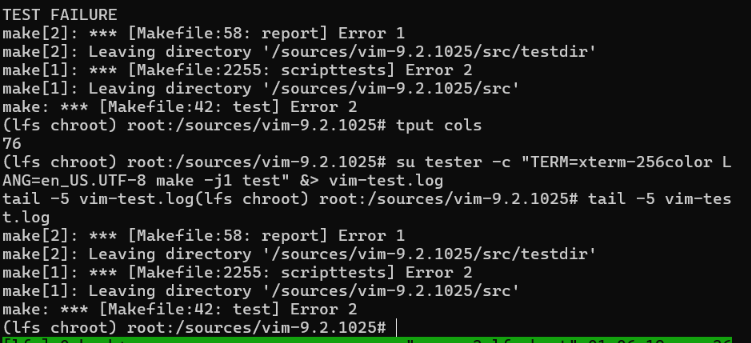 TEST FAILURE
make[2]: *** [Makefile:58: report] Error 1
make[2]: Leaving directory '/sources/vim-9.2.1025/src/testdir'
make[1]: *** [Makefile:2255: scripttests] Error 2
make[1]: Leaving directory '/sources/vim-9.2.1025/src'
make: *** [Makefile:42: test] Error 2
(lfs chroot) root:/sources/vim-9.2.1025# tput cols
76
(lfs chroot) root:/sources/vim-9.2.1025# su tester -c "TERM=xterm-256color L
ANG=en_US.UTF-8 make -j1 test" &> vim-test.log
tail -5 vim-test.log(lfs chroot) root:/sources/vim-9.2.1025# tail -5 vim-tes
t.log
make[2]: *** [Makefile:58: report] Error 1
make[2]: Leaving directory '/sources/vim-9.2.1025/src/testdir'
make[1]: *** [Makefile:2255: scripttests] Error 2
make[1]: Leaving directory '/sources/vim-9.2.1025/src'
make: *** [Makefile:42: test] Error 2
(lfs chroot) root:/sources/vim-9.2.1025#